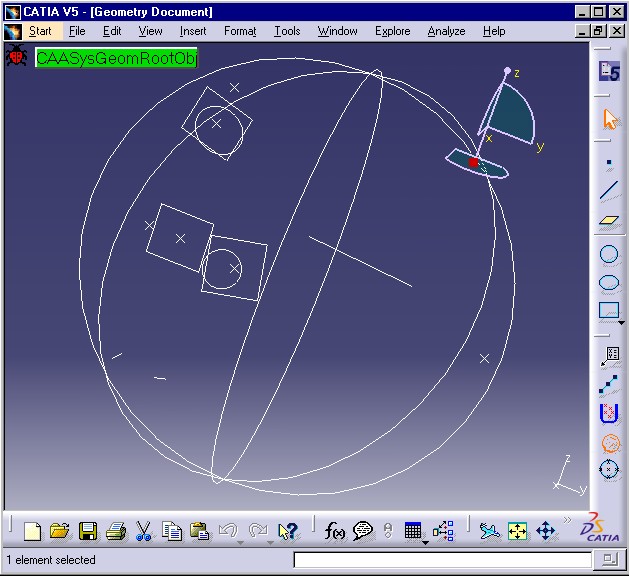 CATIA V5 - [Geometry Document]
Start File Edit View Insert Format Tools Window Explore Analyze Help
CAASysGeomRootObj
5
z
x
y
z
x y
f(x)
»
CATIA
1 element selected